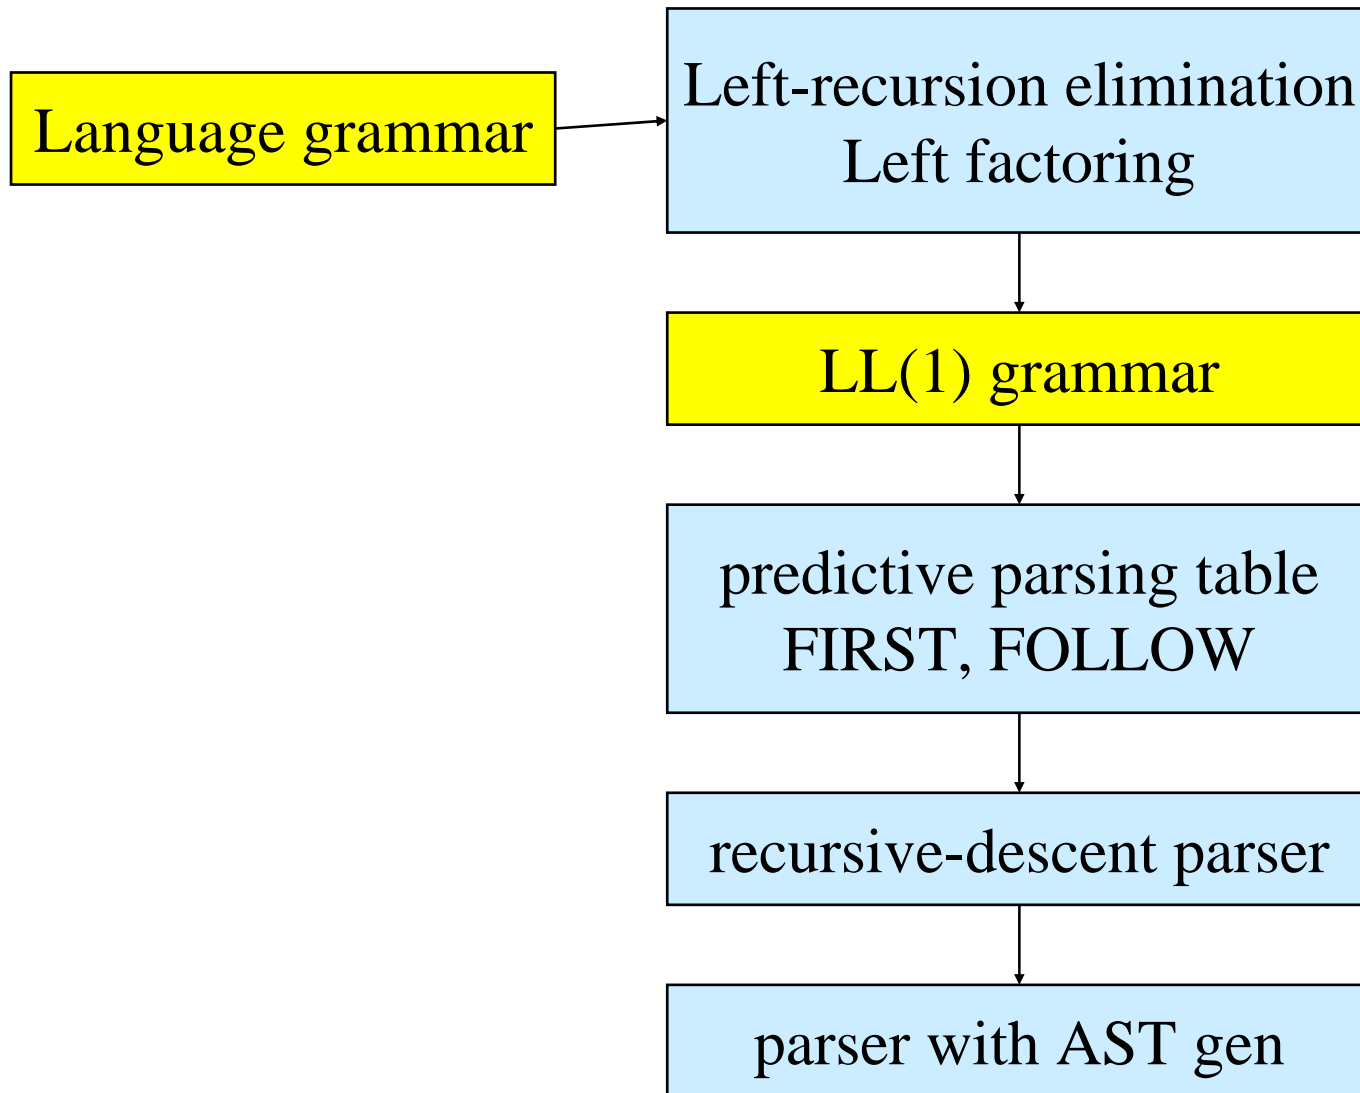 Language grammar
Left-recursion elimination
Left factoring
LL(1) grammar
predictive parsing table
FIRST, FOLLOW
recursive-descent parser
parser with AST gen